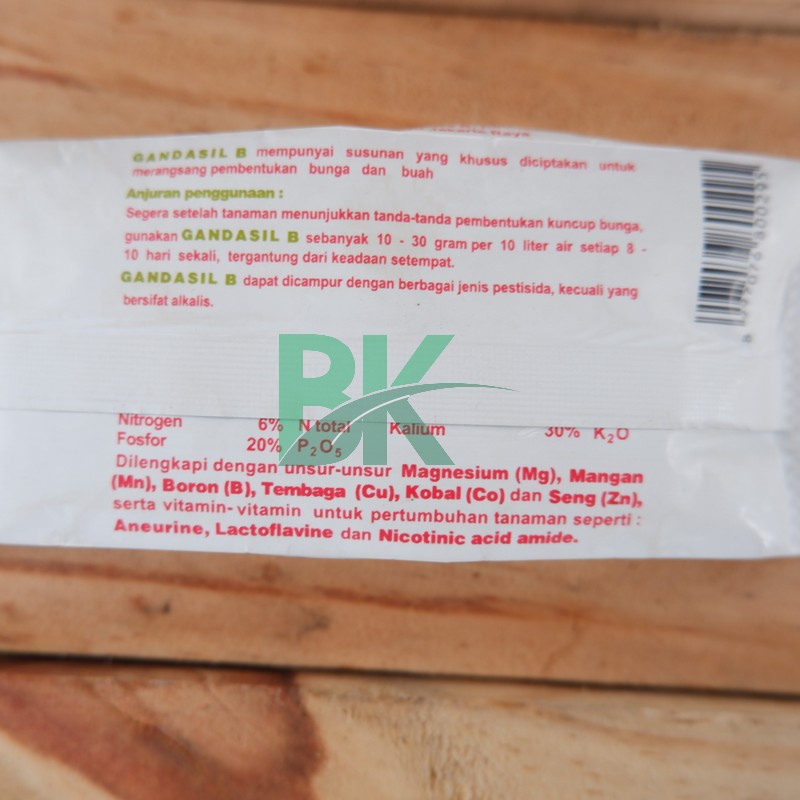 GANDASIL B mempunyai susunan yang khusus diciptakan untuk
merangsang pembentukan bunga dan buah
Anjuran penggunaan :
Segera setelah tanaman menunjukkan tanda-tanda pembentukan kuncup bunga,
gunakan GANDASIL B sebanyak 10 - 30 gram per 10 liter air setiap 8 -
10 hari sekali, tergantung dari keadaan setempat.
GANDASIL B dapat dicampur dengan berbagai jenis pestisida, kecuali yang
bersifat alkalis.
BK
Nitrogen 6% N total Kalium 30% K₂O
Fosfor 20% P₂O₅
Dilengkapi dengan unsur-unsur Magnesium (Mg), Mangan
(Mn), Boron (B), Tembaga (Cu), Kobal (Co) dan Seng (Zn),
serta vitamin-vitamin untuk pertumbuhan tanaman seperti :
Aneurine, Lactoflavine dan Nicotinic acid amide.